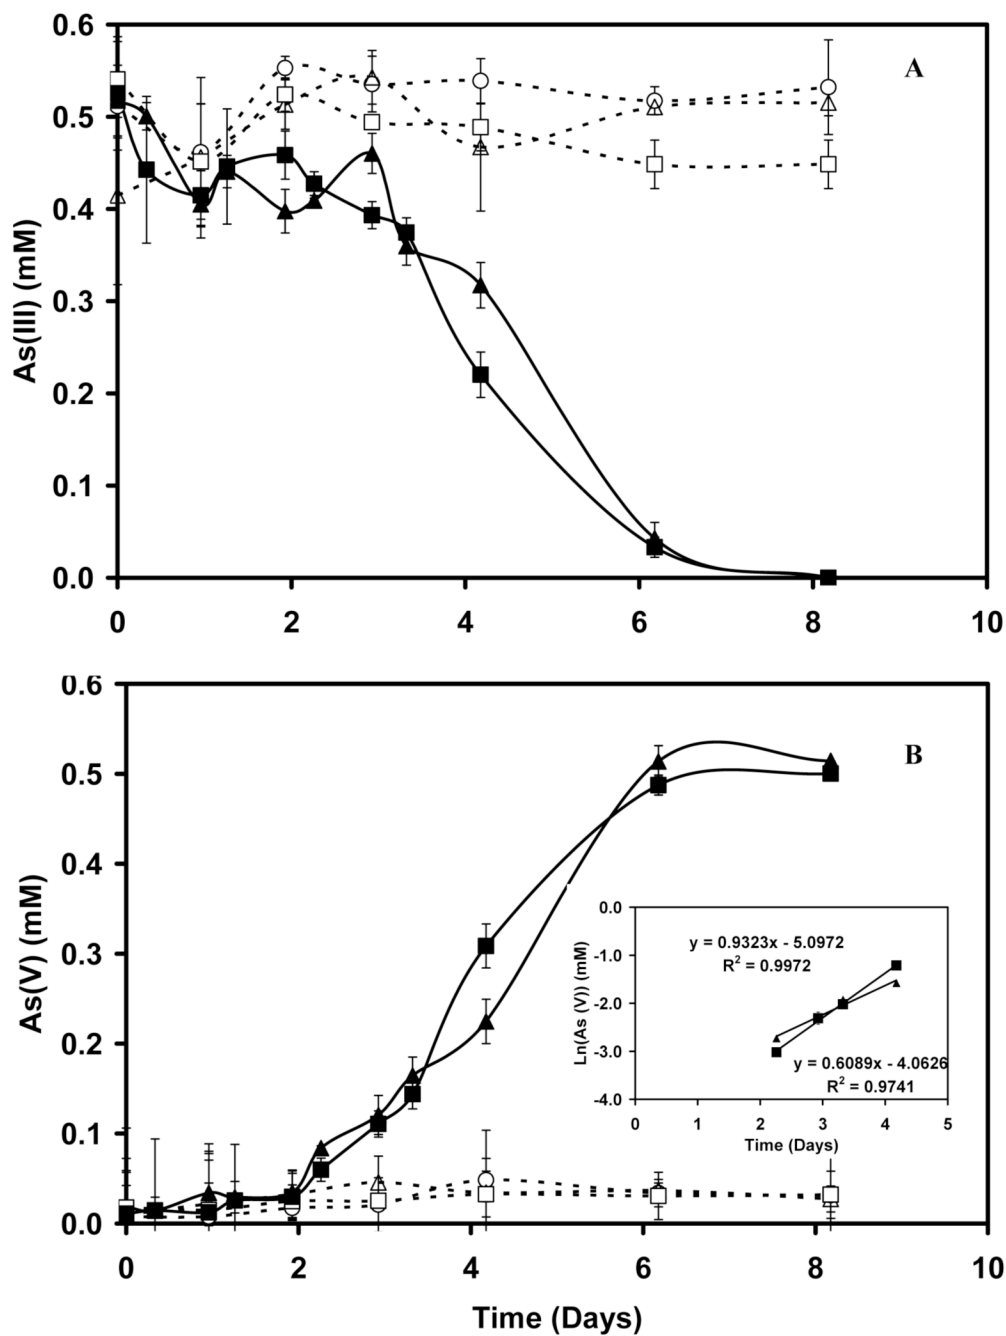 A
0.6
0.5
0.4
0.3
0.2
0.1
0.0
As(III) (mM)
0 2 4 6 8 10
B
0.6
0.5
0.4
0.3
0.2
0.1
0.0
As(V) (mM)
0.0
-1.0
-2.0
-3.0
-4.0
Ln(As (V)) (mM)
y = 0.9323x - 5.0972
R² = 0.9972
y = 0.6089x - 4.0626
R² = 0.9741
0 1 2 3 4 5
Time (Days)
0 2 4 6 8 10
Time (Days)